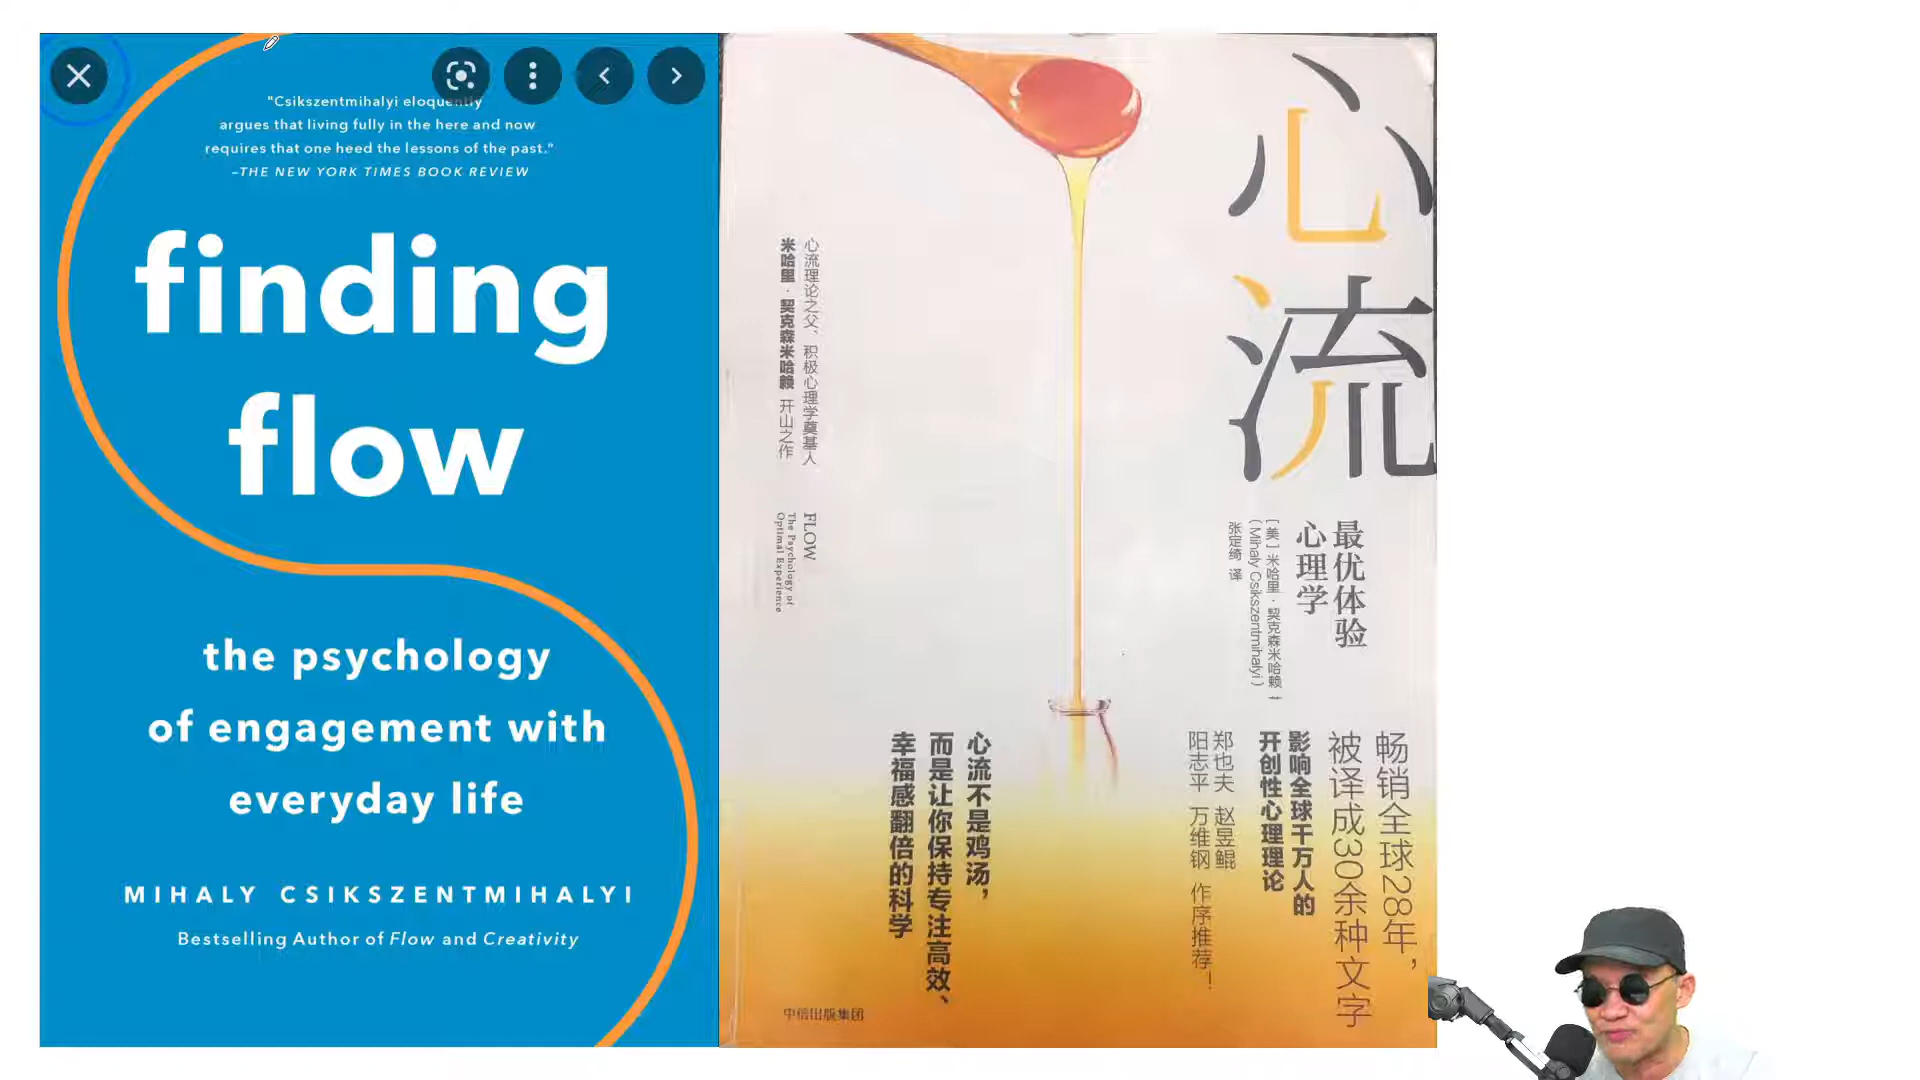 "Csikszentmihalyi eloquently
argues that living fully in the here and now
requires that one heed the lessons of the past."
–THE NEW YORK TIMES BOOK REVIEW
finding
flow
the psychology
of engagement with
everyday life
MIHALY CSIKSZENTMIHALYI
Bestselling Author of Flow and Creativity
心流
最优体验
心理学
[美] 米哈里·契克森米哈赖
(Mihaly Csikszentmihalyi)
张定绮 译
心流理论之父、积极心理学奠基人
米哈里·契克森米哈赖 开山之作
FLOW
The Psychology of
Optimal Experience
畅销全球28年，
被译成30余种文字
影响全球千万人的
开创性心理理论
郑也夫 赵昱鲲
阳志平 万维钢 作序推荐！
心流不是鸡汤，
而是让你保持专注高效、
幸福感翻倍的科学
中信出版集团